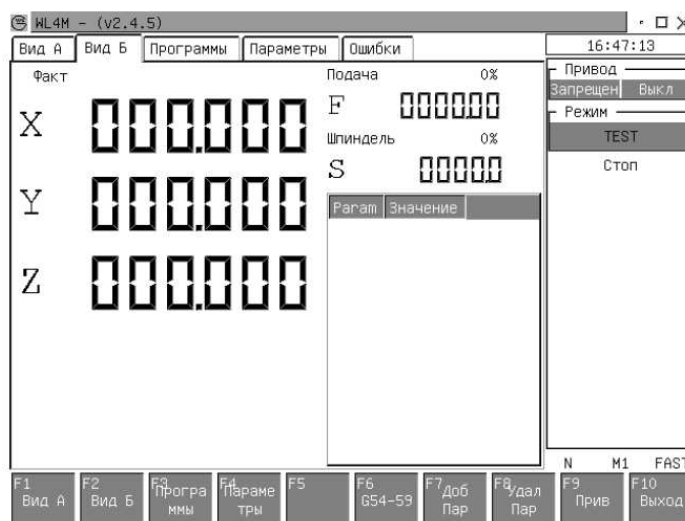 WL4M - (v2.4.5)
Вид А Вид Б Программы Параметры Ошибки
16:47:13
Факт
X 000.000
Y 000.000
Z 000.000
Подача 0%
F 00000.0
Шпиндель 0%
S 0000.0
Param Значение
Привод
Запрещен Выкл
Режим
TEST
Стоп
N M1 FAST
F1 Вид А
F2 Вид Б
F3 Програ
ммы
F4 Параме
тры
F5
F6 G54-59
F7 Доб
Пар
F8 Удал
Пар
F9 Прив
F10 Выход